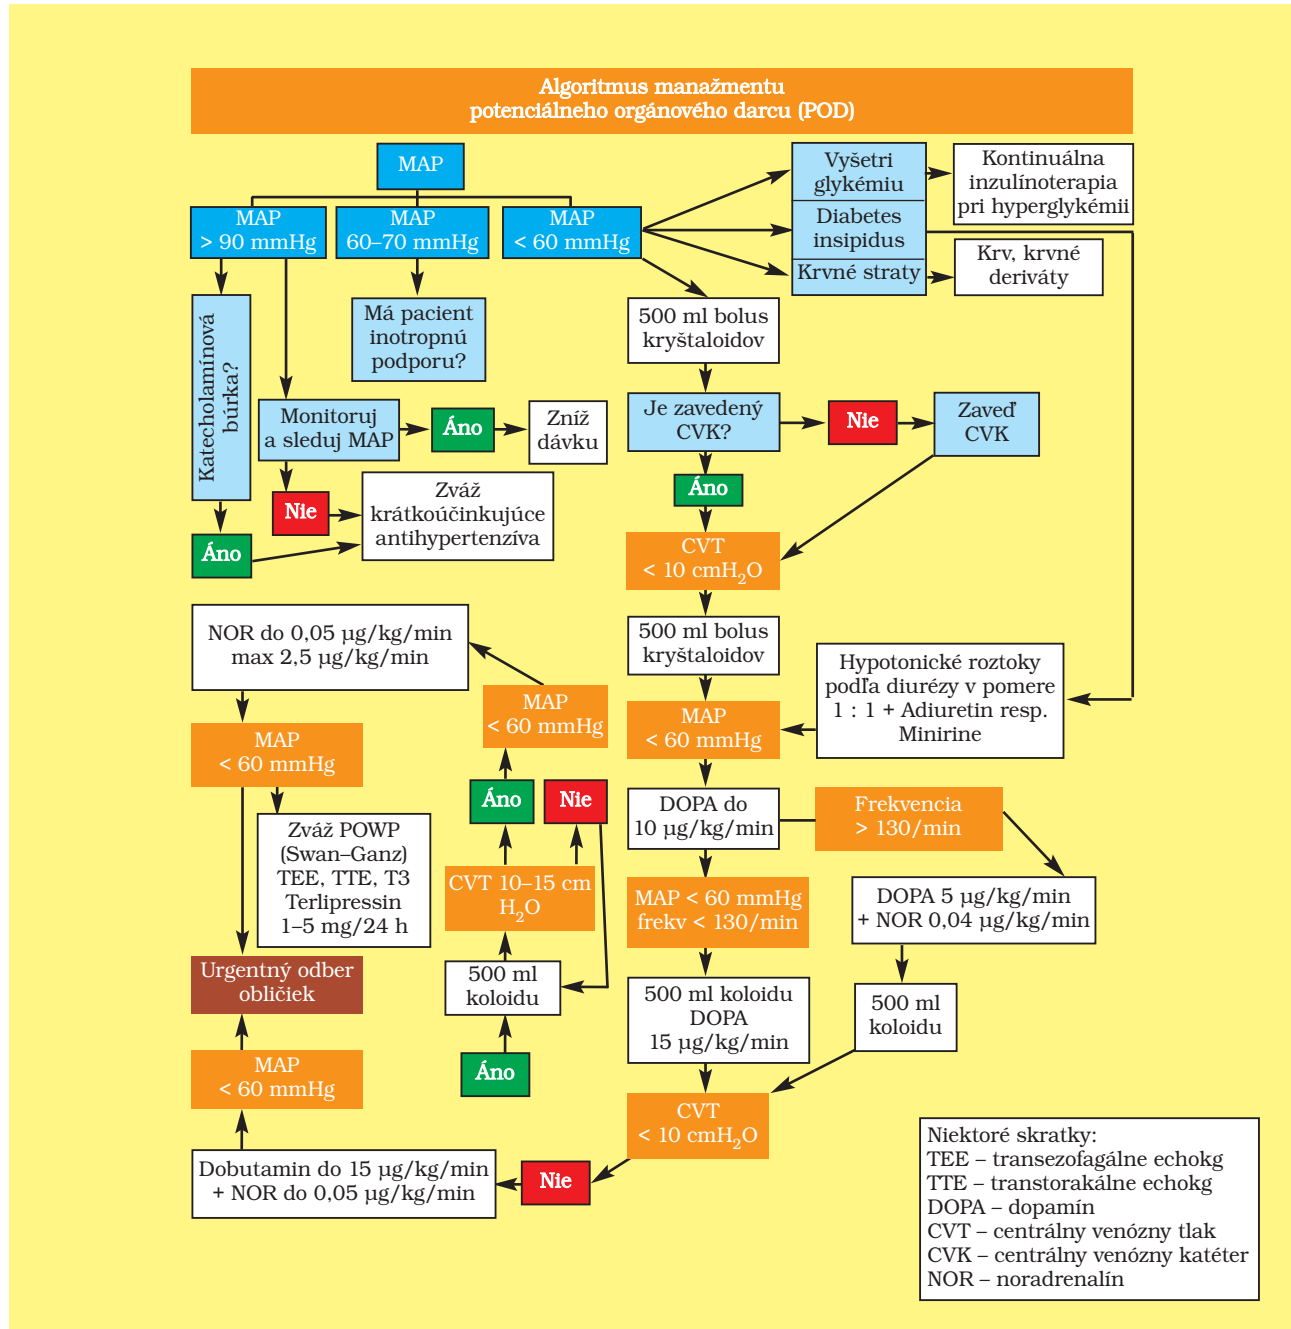 Algoritmus manažmentu
potenciálneho orgánového darcu (POD)
MAP
MAP
> 90 mmHg
MAP
60–70 mmHg
MAP
< 60 mmHg
Vyšetri
glykémiu
Diabetes
insipidus
Krvné straty
Kontinuálna
inzulínoterapia
pri hyperglykémii
Krv, krvné
deriváty
Katecholamínová
búrka?
Má pacient
inotropnú
podporu?
500 ml bolus
kryštaloidov
Monitoruj
a sleduj MAP
Áno
Zníž
dávku
Je zavedený
CVK?
Nie
Zaveď
CVK
Nie
Zváž
krátkoúčinkujúce
antihypertenzíva
Áno
Áno
CVT
< 10 cmH₂O
NOR do 0,05 µg/kg/min
max 2,5 µg/kg/min
500 ml bolus
kryštaloidov
Hypotonické roztoky
podľa diurézy v pomere
1 : 1 + Adiuretin resp.
Minirine
MAP
< 60 mmHg
MAP
< 60 mmHg
MAP
< 60 mmHg
Áno
Nie
DOPA do
10 µg/kg/min
Frekvencia
> 130/min
Zváž POWP
(Swan–Ganz)
TEE, TTE, T3
Terlipressin
1–5 mg/24 h
CVT 10–15 cm
H₂O
MAP < 60 mmHg
frekv < 130/min
DOPA 5 µg/kg/min
+ NOR 0,04 µg/kg/min
Urgentný odber
obličiek
500 ml
koloidu
500 ml koloidu
DOPA
15 µg/kg/min
500 ml
koloidu
MAP
< 60 mmHg
Áno
CVT
< 10 cmH₂O
Dobutamin do 15 µg/kg/min
+ NOR do 0,05 µg/kg/min
Nie
Niektoré skratky:
TEE – transezofagálne echokg
TTE – transtorakálne echokg
DOPA – dopamín
CVT – centrálny venózny tlak
CVK – centrálny venózny katéter
NOR – noradrenalín